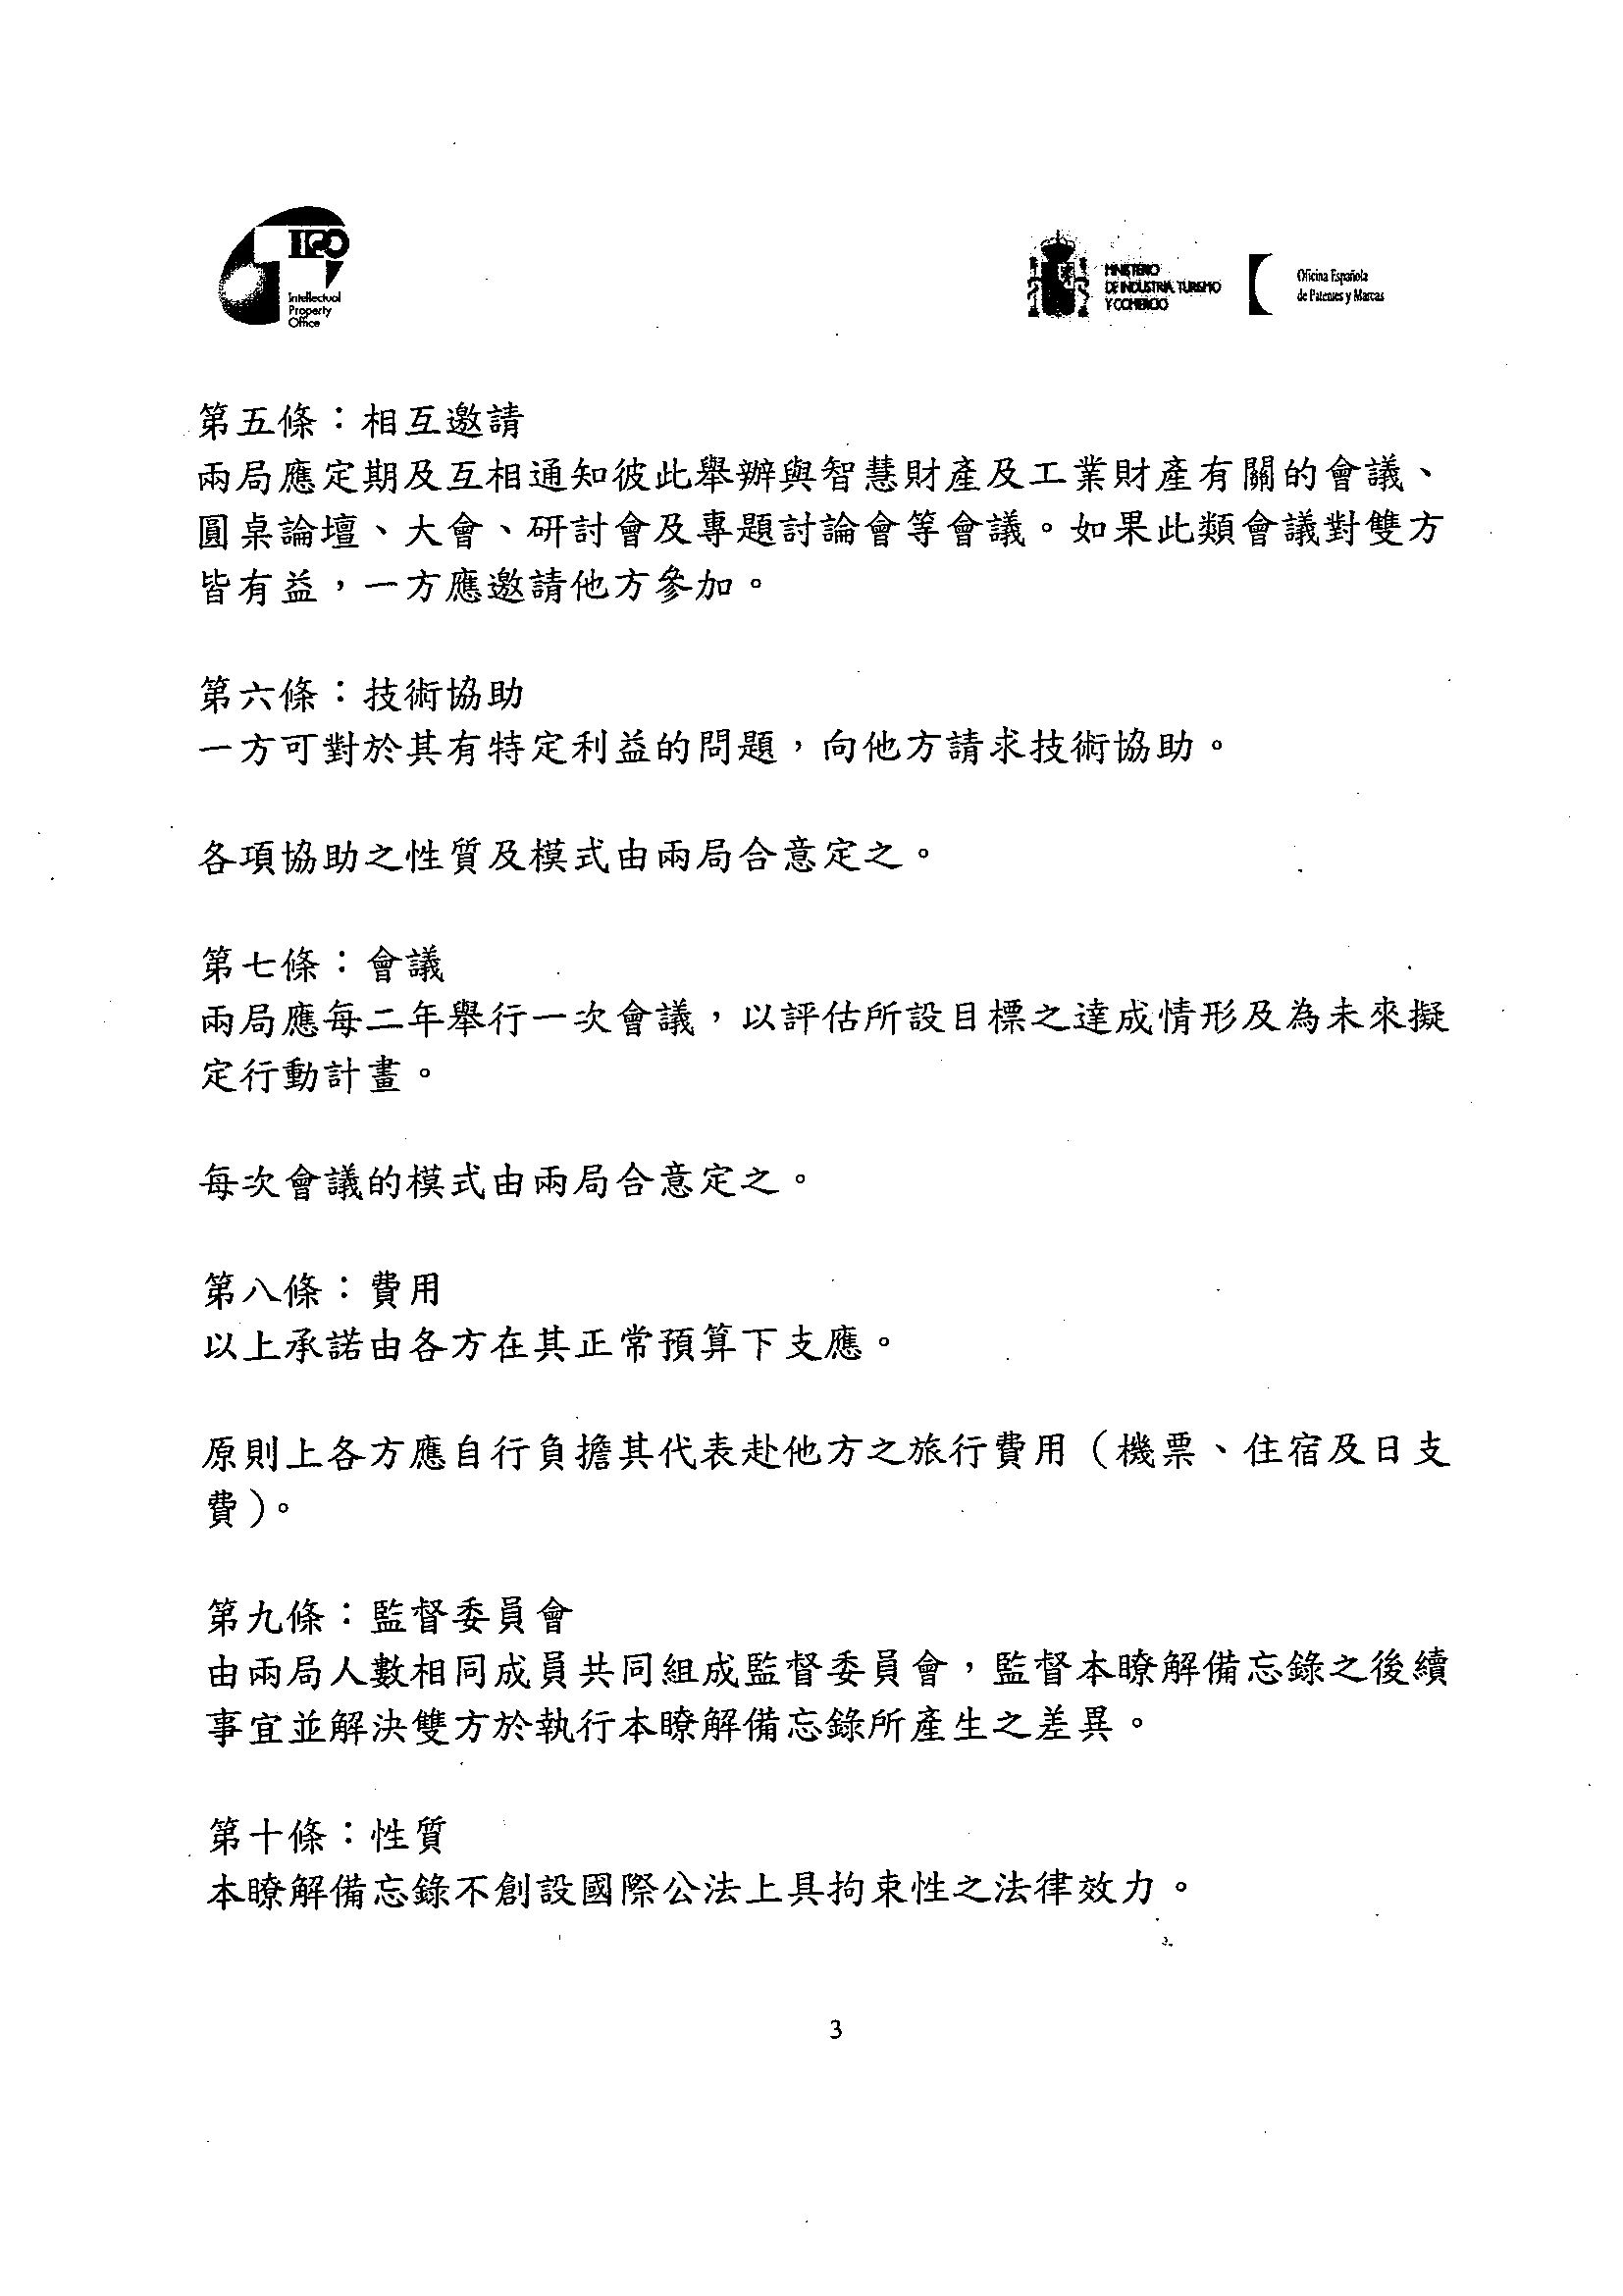 IPO
Intellectual
Property
Office
MINISTERIO
DE INDUSTRIA, TURISMO
Y COMERCIO
Oficina Española
de Patentes y Marcas
第五條：相互邀請
兩局應定期及互相通知彼此舉辦與智慧財產及工業財產有關的會議、
圓桌論壇、大會、研討會及專題討論會等會議。如果此類會議對雙方
皆有益，一方應邀請他方參加。
第六條：技術協助
一方可對於其有特定利益的問題，向他方請求技術協助。
各項協助之性質及模式由兩局合意定之。
第七條：會議
兩局應每二年舉行一次會議，以評估所設目標之達成情形及為未來擬
定行動計畫。
每次會議的模式由兩局合意定之。
第八條：費用
以上承諾由各方在其正常預算下支應。
原則上各方應自行負擔其代表赴他方之旅行費用（機票、住宿及日支
費）。
第九條：監督委員會
由兩局人數相同成員共同組成監督委員會，監督本瞭解備忘錄之後續
事宜並解決雙方於執行本瞭解備忘錄所產生之差異。
第十條：性質
本瞭解備忘錄不創設國際公法上具拘束性之法律效力。
3